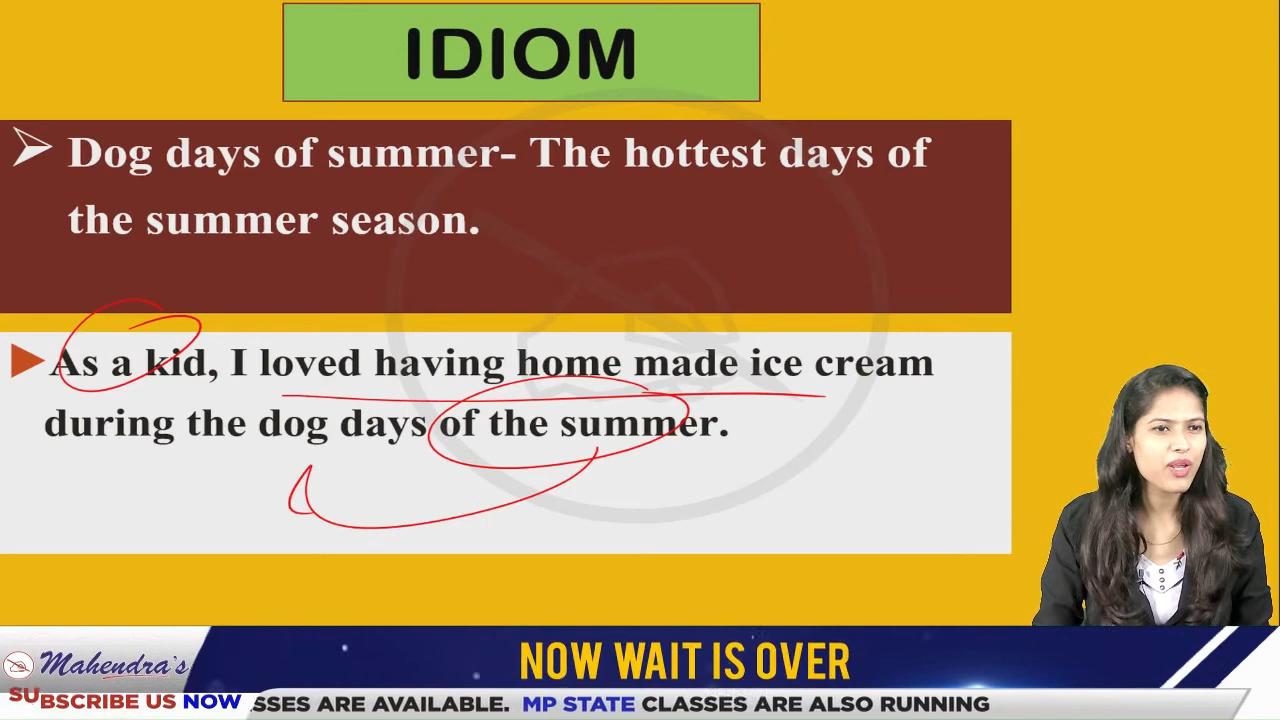 IDIOM
➢ Dog days of summer- The hottest days of
the summer season.
As a kid, I loved having home made ice cream
during the dog days of the summer.
NOW WAIT IS OVER
Mahendra's
SUBSCRIBE US NOW
SSES ARE AVAILABLE. MP STATE CLASSES ARE ALSO RUNNING